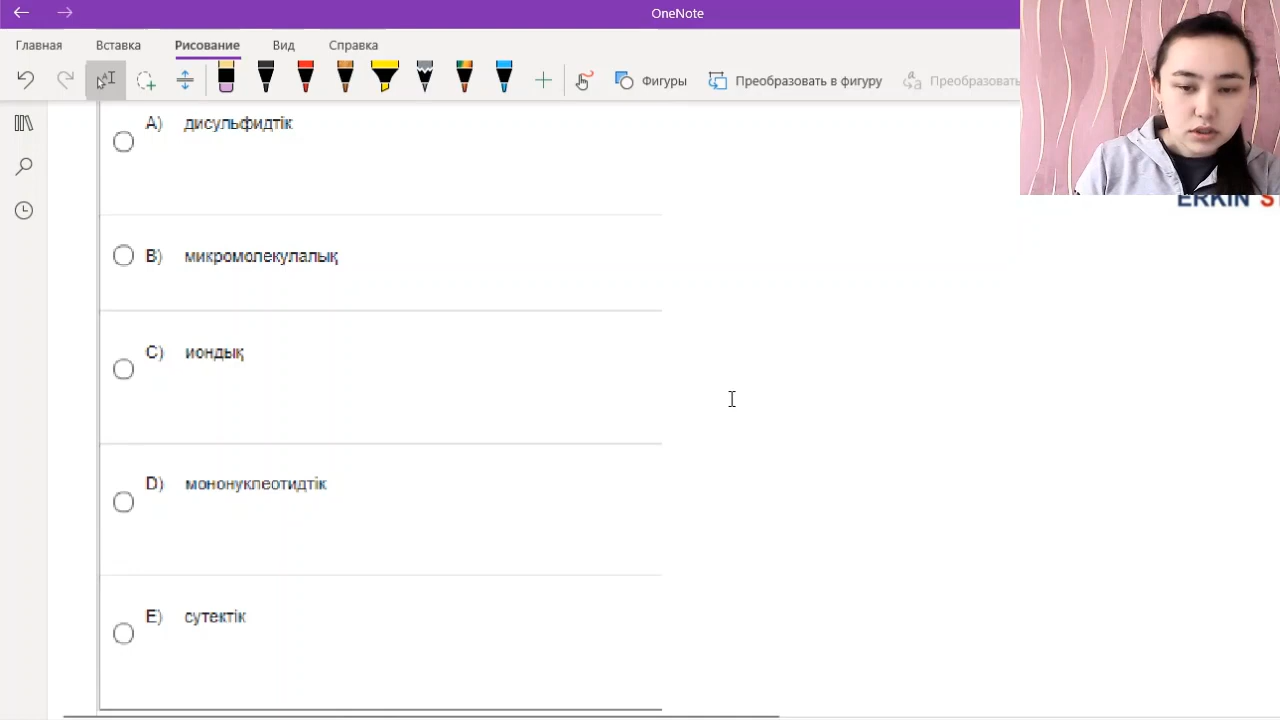 OneNote
Главная Вставка Рисование Вид Справка
Фигуры Преобразовать в фигуру Преобразовать
A) дисульфидтік
ERKIN
B) микромолекулалық
C) иондық
D) мононуклеотидтік
E) сутектік